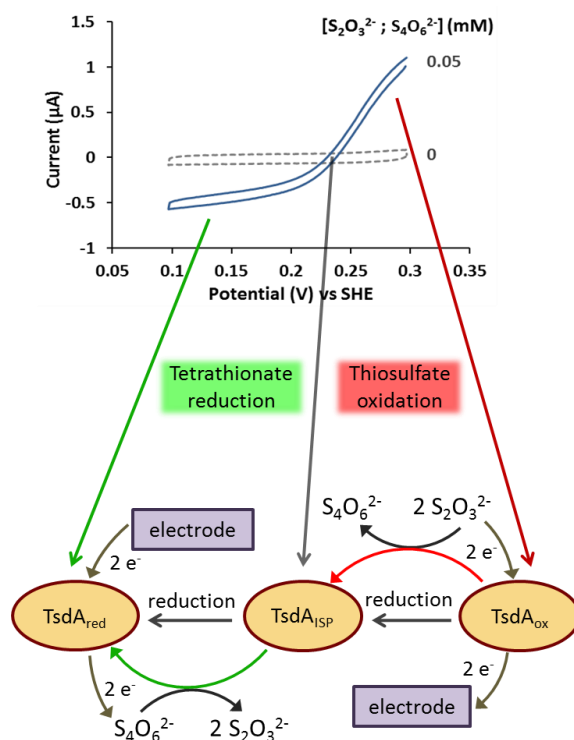 [S₂O₃²⁻ ; S₄O₆²⁻] (mM)
1.5
1
0.5
0
-0.5
-1
Current (µA)
0.05
0
0.05 0.1 0.15 0.2 0.25 0.3 0.35
Potential (V) vs SHE
Tetrathionate
reduction
Thiosulfate
oxidation
S₄O₆²⁻ 2 S₂O₃²⁻
electrode
2 e⁻ 2 e⁻
TsdAred reduction TsdAISP reduction TsdAox
2 e⁻ 2 e⁻
S₄O₆²⁻ 2 S₂O₃²⁻
electrode